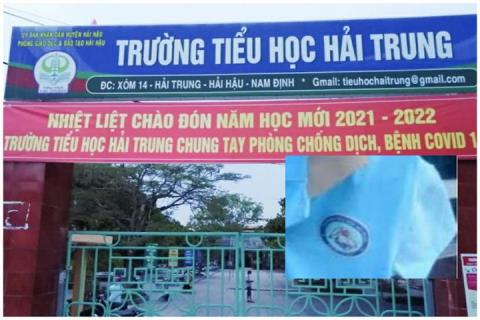 ỦY BAN NHÂN DÂN HUYỆN HẢI HẬU
PHÒNG GIÁO DỤC & ĐÀO TẠO HẢI HẬU
TRƯỜNG TIỂU HỌC HẢI TRUNG
ĐC: XÓM 14 - HẢI TRUNG - HẢI HẬU - NAM ĐỊNH * Gmail: tieuhochaitrung@gmail.com
NHIỆT LIỆT CHÀO ĐÓN NĂM HỌC MỚI 2021 - 2022
TRƯỜNG TIỂU HỌC HẢI TRUNG CHUNG TAY PHÒNG CHỐNG DỊCH, BỆNH COVID 1